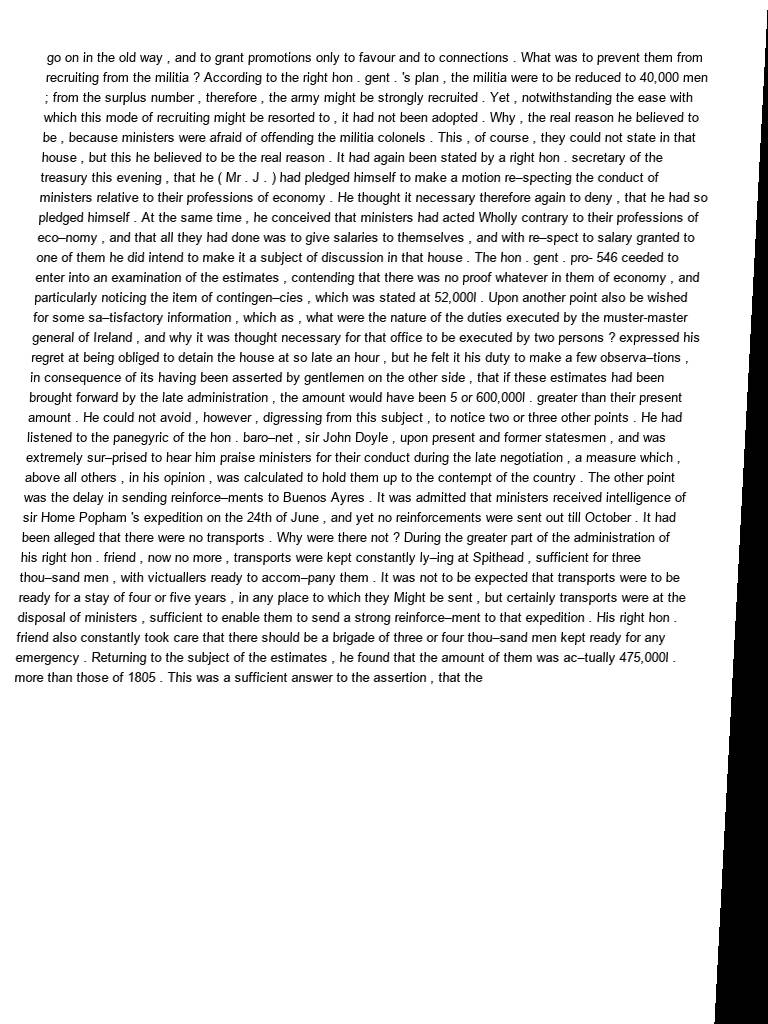 go on in the old way , and to grant promotions only to favour and to connections . What was to prevent them from
recruiting from the militia ? According to the right hon . gent . 's plan , the militia were to be reduced to 40,000 men
; from the surplus number , therefore , the army might be strongly recruited . Yet , notwithstanding the ease with
which this mode of recruiting might be resorted to , it had not been adopted . Why , the real reason he believed to
be , because ministers were afraid of offending the militia colonels . This , of course , they could not state in that
house , but this he believed to be the real reason . It had again been stated by a right hon . secretary of the
treasury this evening , that he ( Mr . J . ) had pledged himself to make a motion re–specting the conduct of
ministers relative to their professions of economy . He thought it necessary therefore again to deny , that he had so
pledged himself . At the same time , he conceived that ministers had acted Wholly contrary to their professions of
eco–nomy , and that all they had done was to give salaries to themselves , and with re–spect to salary granted to
one of them he did intend to make it a subject of discussion in that house . The hon . gent . pro- 546 ceeded to
enter into an examination of the estimates , contending that there was no proof whatever in them of economy , and
particularly noticing the item of contingen–cies , which was stated at 52,000l . Upon another point also be wished
for some sa–tisfactory information , which as , what were the nature of the duties executed by the muster-master
general of Ireland , and why it was thought necessary for that office to be executed by two persons ? expressed his
regret at being obliged to detain the house at so late an hour , but he felt it his duty to make a few observa–tions ,
in consequence of its having been asserted by gentlemen on the other side , that if these estimates had been
brought forward by the late administration , the amount would have been 5 or 600,000l . greater than their present
amount . He could not avoid , however , digressing from this subject , to notice two or three other points . He had
listened to the panegyric of the hon . baro–net , sir John Doyle , upon present and former statesmen , and was
extremely sur–prised to hear him praise ministers for their conduct during the late negotiation , a measure which ,
above all others , in his opinion , was calculated to hold them up to the contempt of the country . The other point
was the delay in sending reinforce–ments to Buenos Ayres . It was admitted that ministers received intelligence of
sir Home Popham 's expedition on the 24th of June , and yet no reinforcements were sent out till October . It had
been alleged that there were no transports . Why were there not ? During the greater part of the administration of
his right hon . friend , now no more , transports were kept constantly ly–ing at Spithead , sufficient for three
thou–sand men , with victuallers ready to accom–pany them . It was not to be expected that transports were to be
ready for a stay of four or five years , in any place to which they Might be sent , but certainly transports were at the
disposal of ministers , sufficient to enable them to send a strong reinforce–ment to that expedition . His right hon .
friend also constantly took care that there should be a brigade of three or four thou–sand men kept ready for any
emergency . Returning to the subject of the estimates , he found that the amount of them was ac–tually 475,000l .
more than those of 1805 . This was a sufficient answer to the assertion , that the